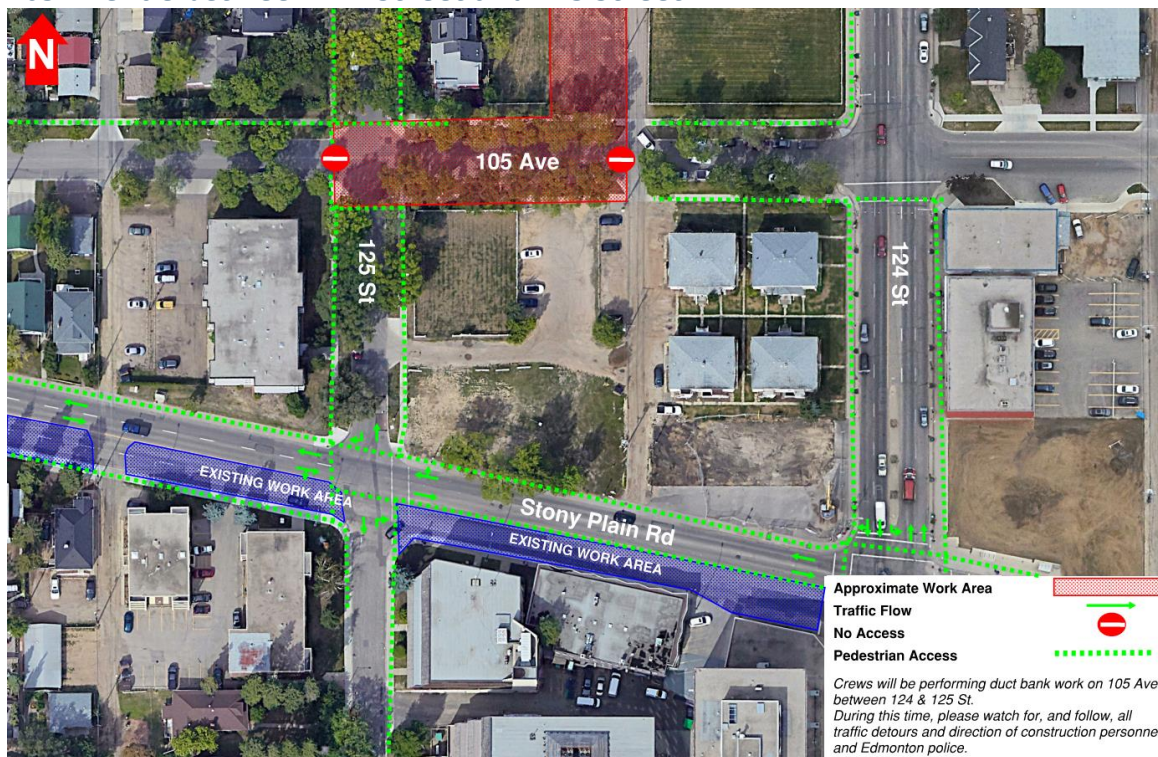 N
105 Ave
125 St
124 St
EXISTING WORK AREA
Stony Plain Rd
EXISTING WORK AREA
Approximate Work Area
Traffic Flow
No Access
Pedestrian Access
Crews will be performing duct bank work on 105 Ave
between 124 & 125 St.
During this time, please watch for, and follow, all
traffic detours and direction of construction personne
and Edmonton police.